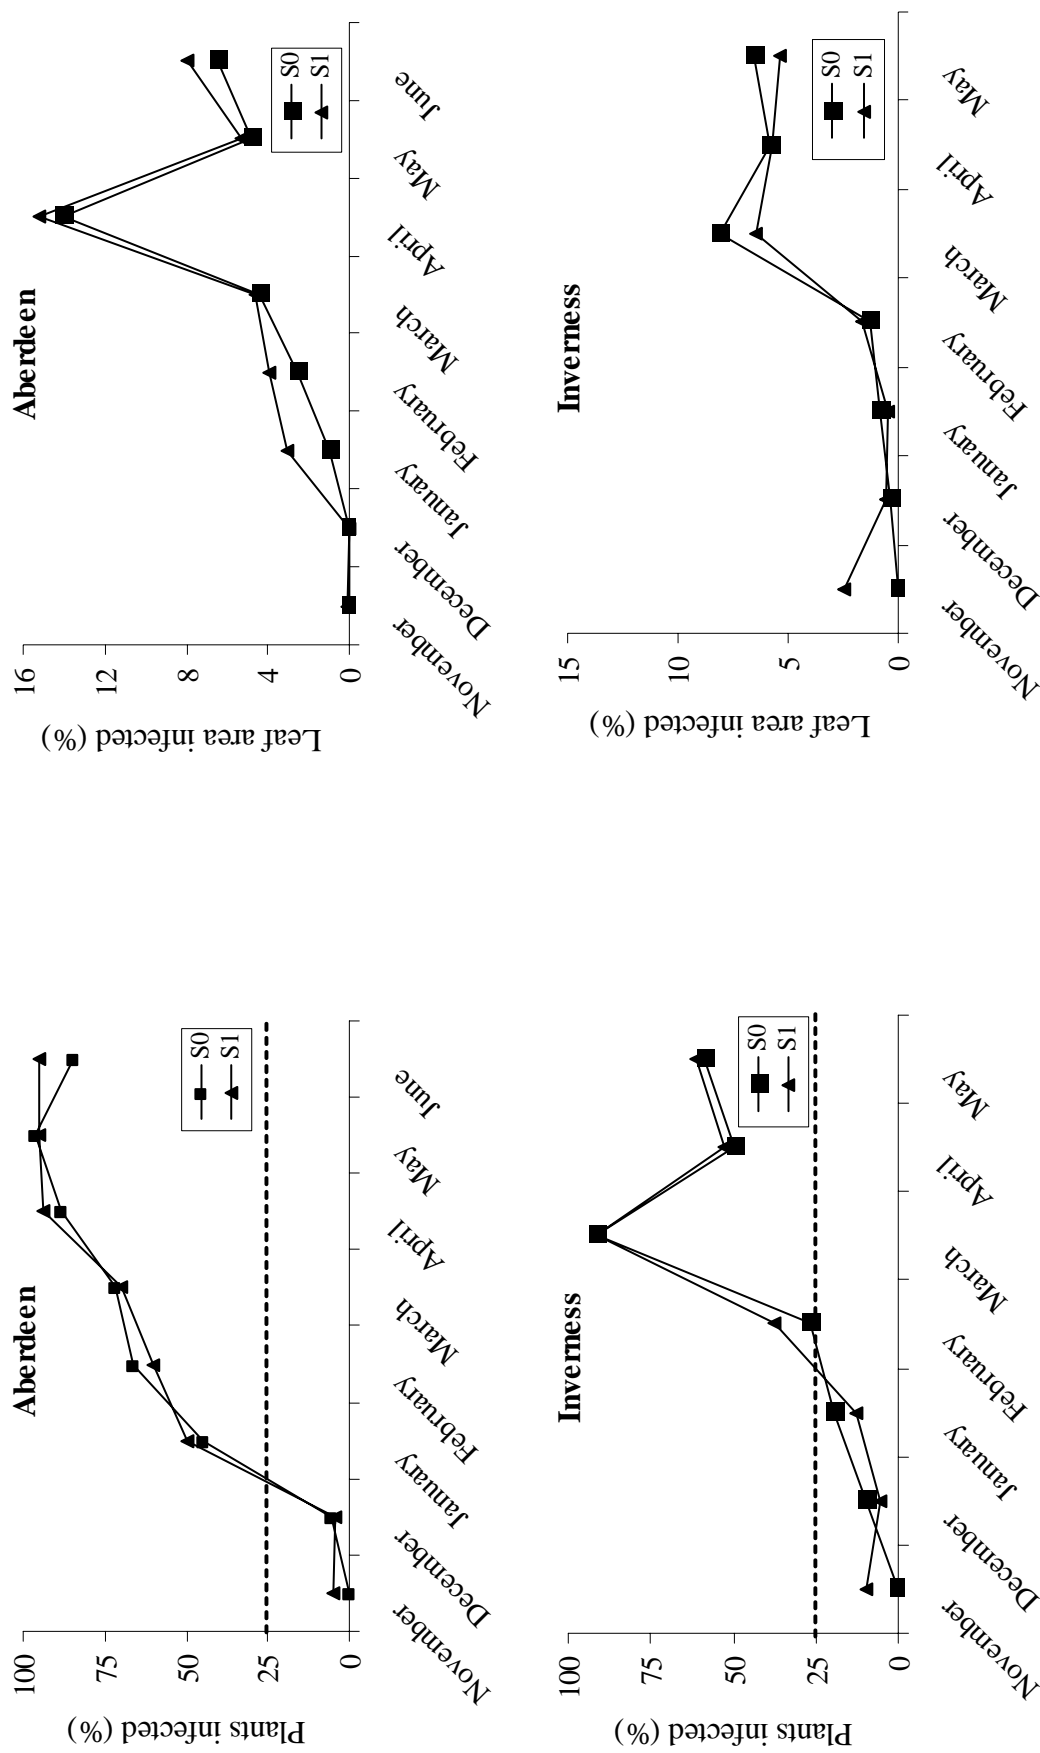 Aberdeen
Plants infected (%)
100
75
50
25
0
November
December
January
February
March
April
May
June
S0
S1
Aberdeen
Leaf area infected (%)
16
12
8
4
0
November
December
January
February
March
April
May
June
S0
S1
Inverness
Plants infected (%)
100
75
50
25
0
November
December
January
February
March
April
May
S0
S1
Inverness
Leaf area infected (%)
15
10
5
0
November
December
January
February
March
April
May
S0
S1